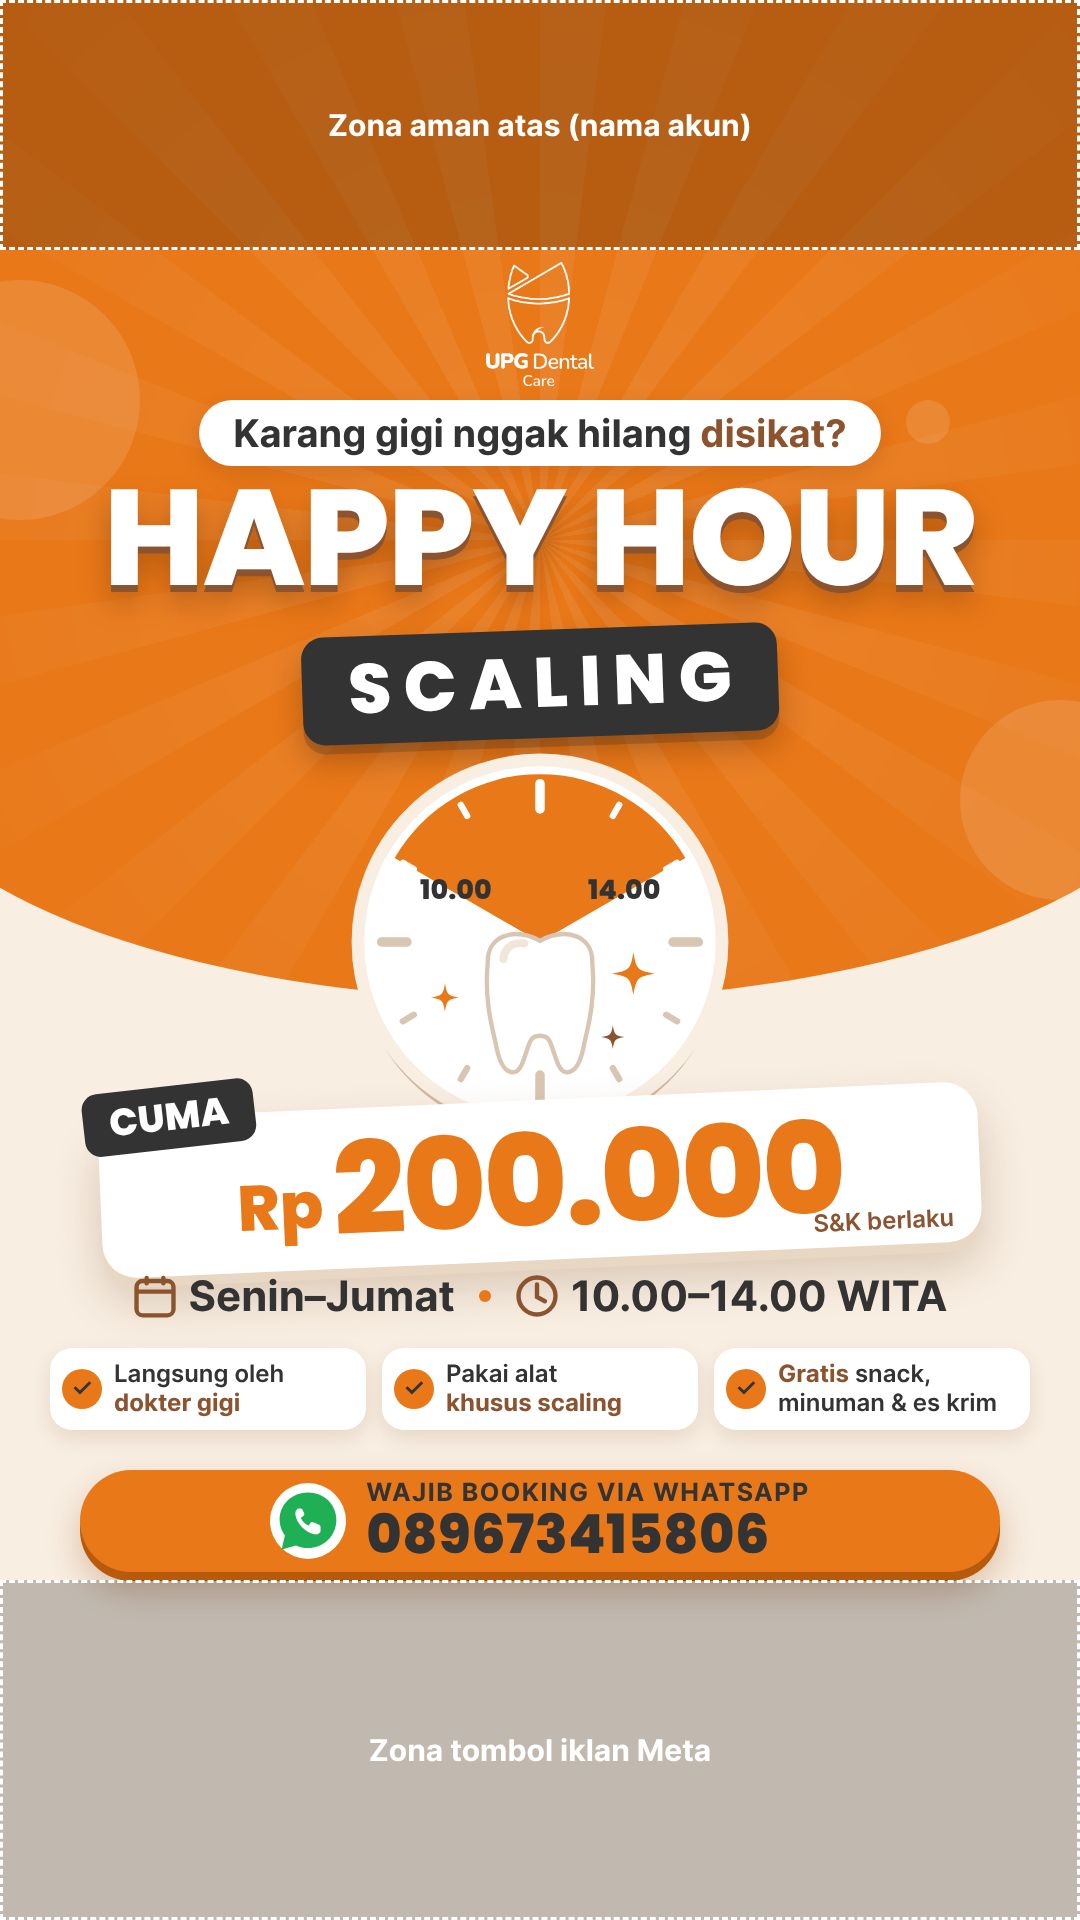 Zona aman atas (nama akun)
UPG Dental
Care
Karang gigi nggak hilang disikat?
HAPPY HOUR
SCALING
10.00
14.00
CUMA
Rp 200.000
S&K berlaku
Senin–Jumat • 10.00–14.00 WITA
Langsung oleh
dokter gigi
Pakai alat
khusus scaling
Gratis snack,
minuman & es krim
WAJIB BOOKING VIA WHATSAPP
089673415806
Zona tombol iklan Meta